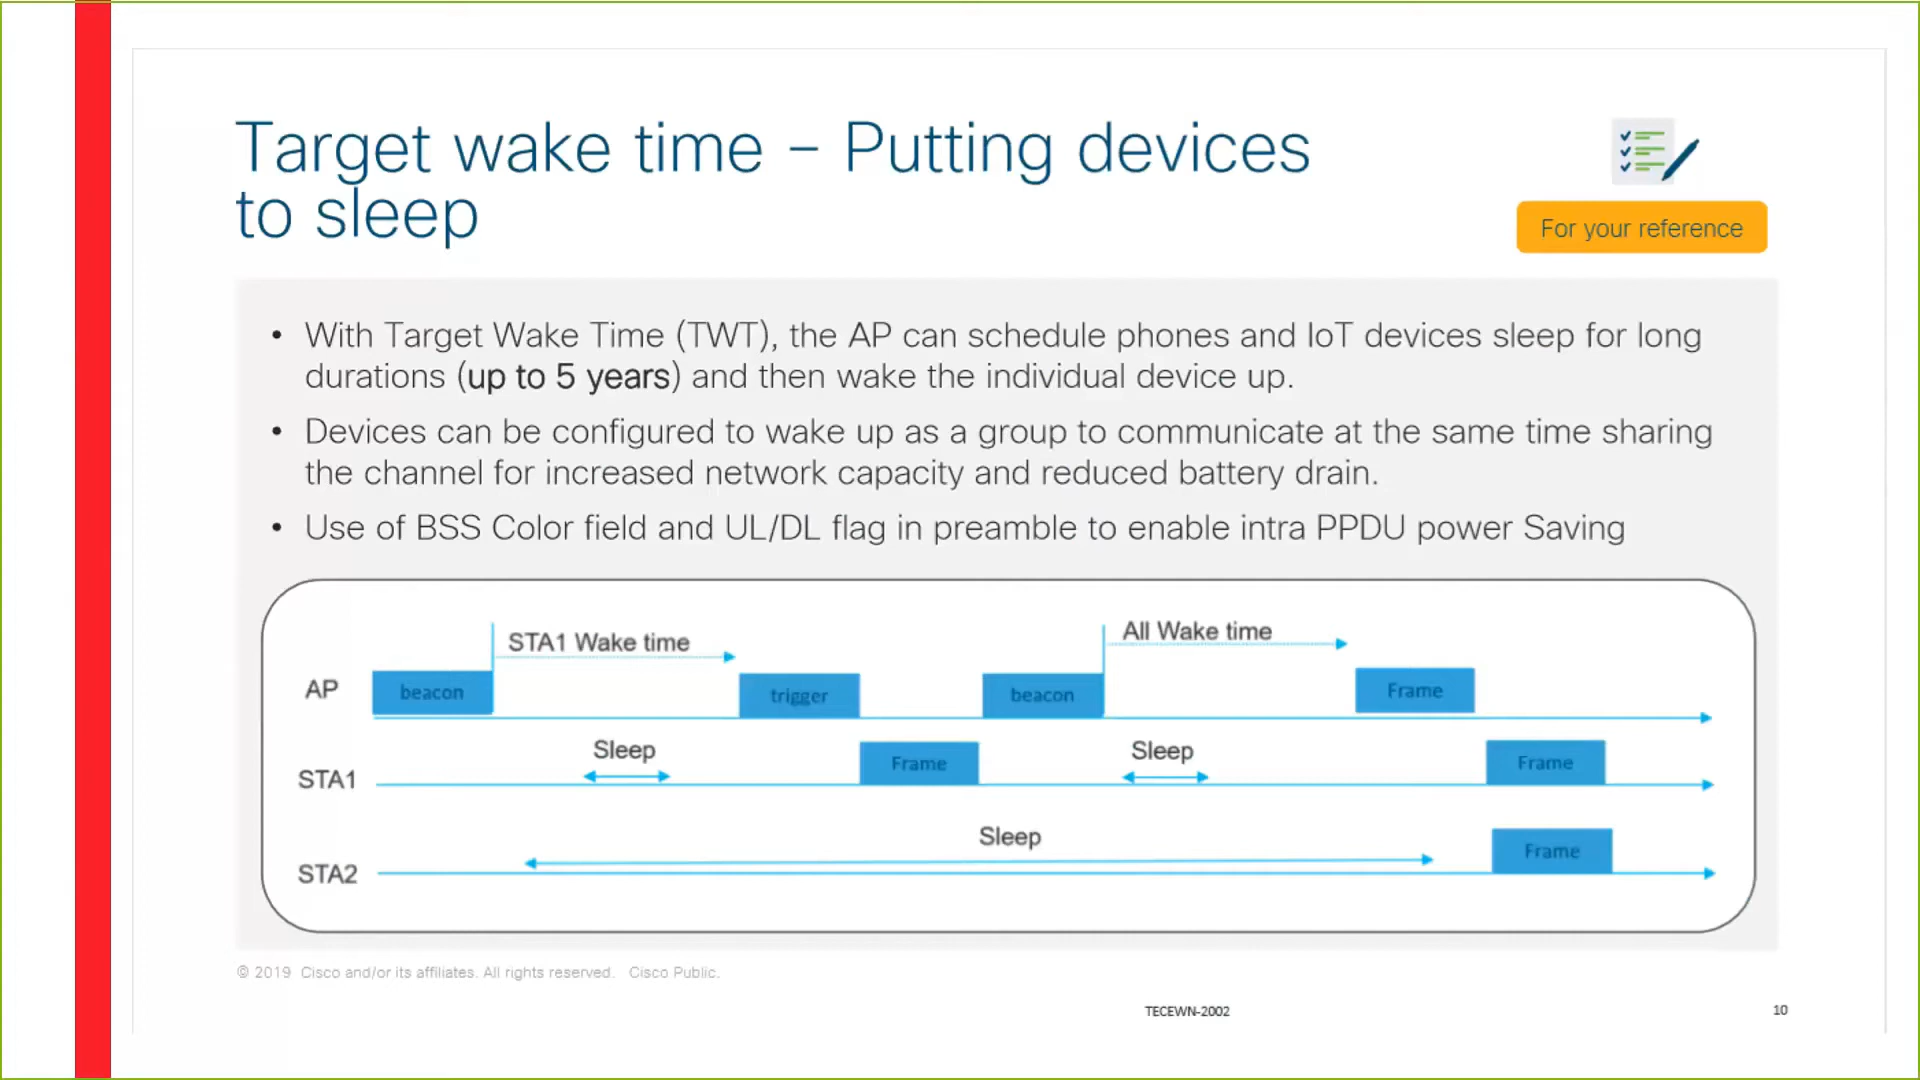 Target wake time – Putting devices
to sleep
For your reference
• With Target Wake Time (TWT), the AP can schedule phones and IoT devices sleep for long
durations (up to 5 years) and then wake the individual device up.
• Devices can be configured to wake up as a group to communicate at the same time sharing
the channel for increased network capacity and reduced battery drain.
• Use of BSS Color field and UL/DL flag in preamble to enable intra PPDU power Saving
STA1 Wake time
All Wake time
AP
beacon
trigger
beacon
Frame
Sleep
Sleep
STA1
Frame
Frame
Sleep
STA2
Frame
© 2019 Cisco and/or its affiliates. All rights reserved. Cisco Public.
TECEWN-2002
10